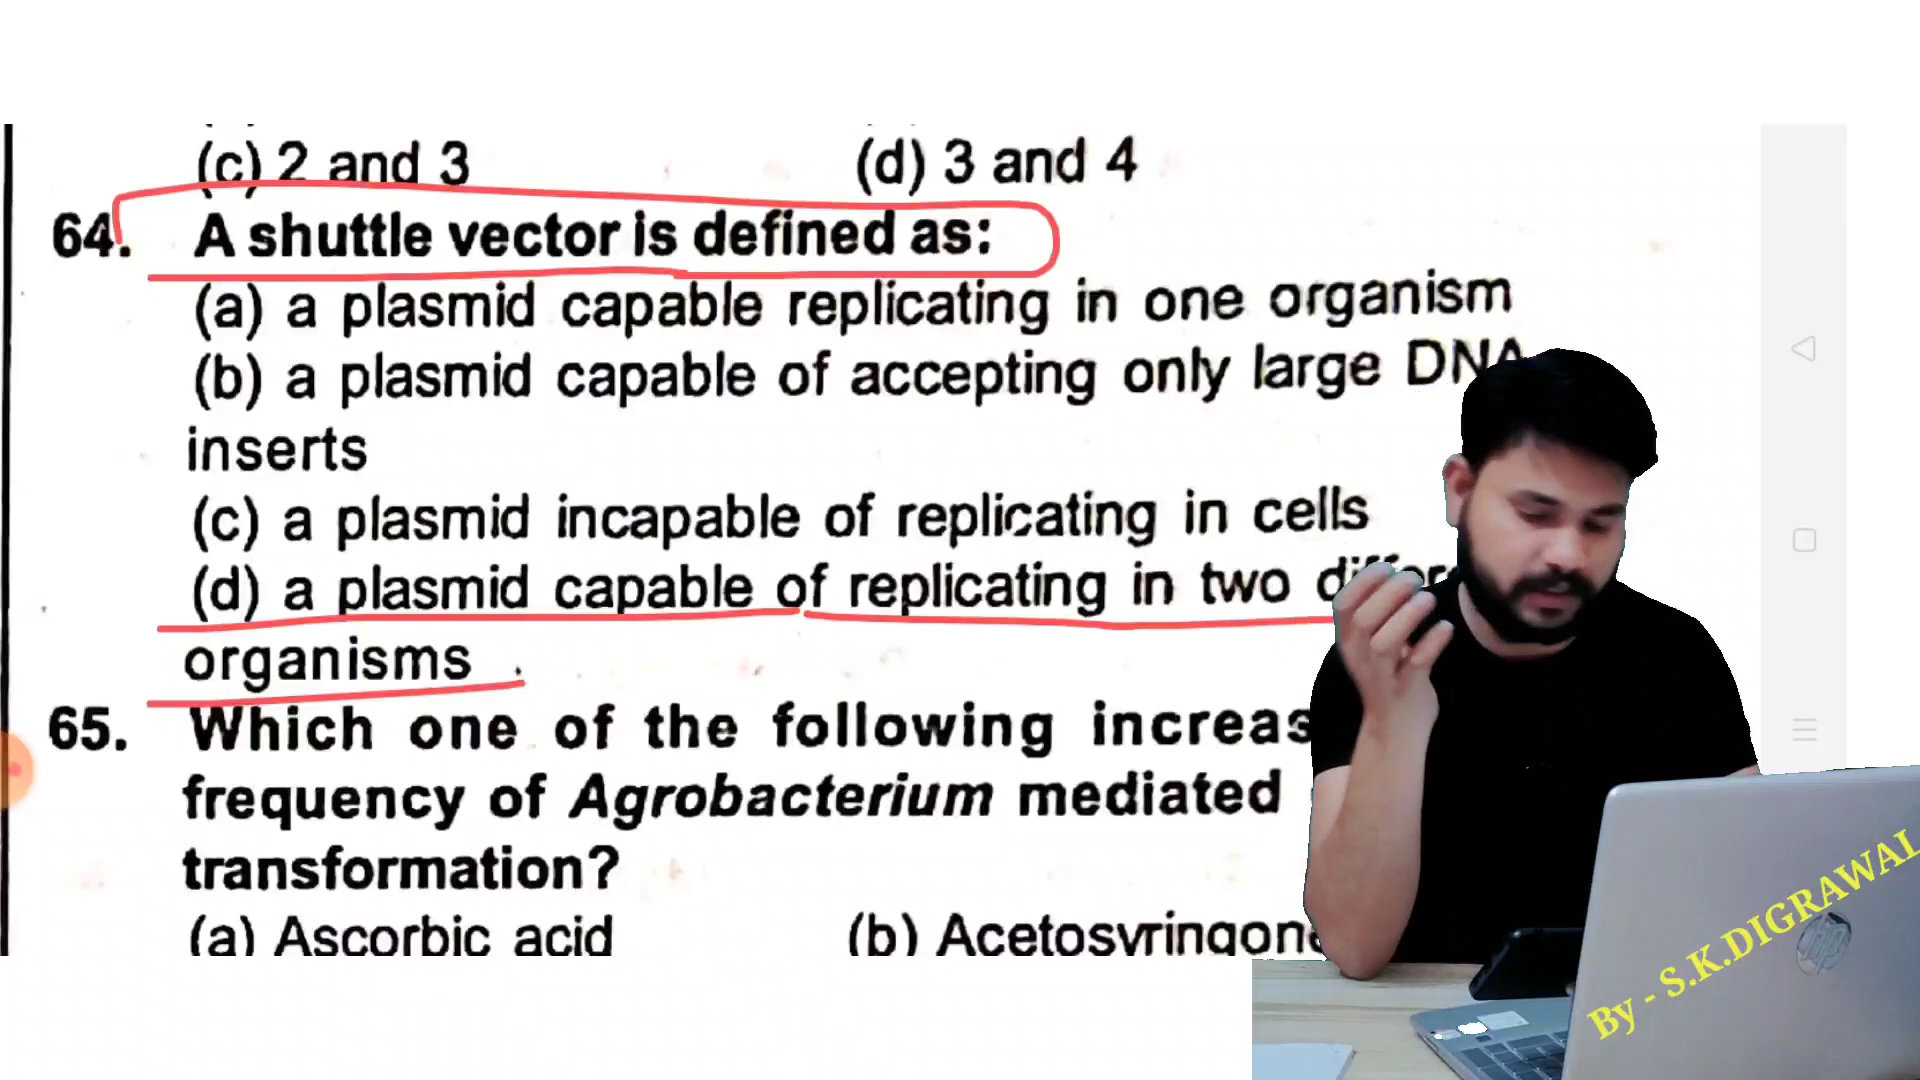 (c) 2 and 3 (d) 3 and 4
64. A shuttle vector is defined as:
(a) a plasmid capable replicating in one organism
(b) a plasmid capable of accepting only large DNA
inserts
(c) a plasmid incapable of replicating in cells
(d) a plasmid capable of replicating in two
organisms
65. Which one of the following
frequency of Agrobacterium mediated
transformation?
(a) Ascorbic acid (b) Acetosyringone
By - S.K.DIGRAWAL
hp